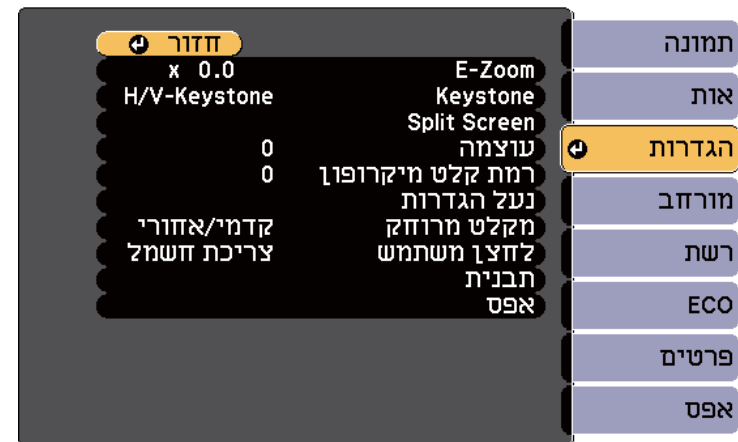 תמונה
אות
הגדרות
מורחב
רשת
ECO
פרטים
אפס
חזור
E-Zoom x 0.0
Keystone H/V-Keystone
Split Screen
עוצמה 0
רמת קלט מיקרופון 0
נעל הגדרות
מקלט מרוחק קדמי/אחורי
לחצן משתמש צריכת חשמל
תבנית
אפס